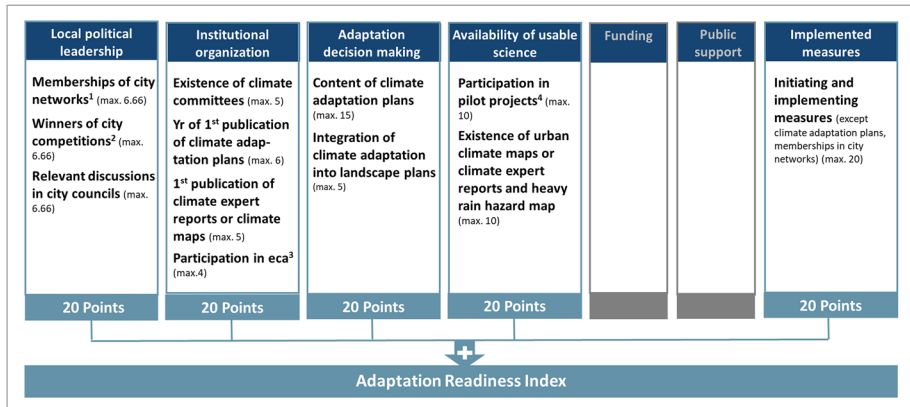 Local political
leadership
Memberships of city
networks¹ (max. 6.66)
Winners of city
competitions² (max.
6.66)
Relevant discussions
in city councils (max.
6.66)
20 Points
Institutional
organization
Existence of climate
committees (max. 5)
Yr of 1st publication
of climate adap-
tation plans (max. 6)
1st publication of
climate expert
reports or climate
maps (max. 5)
Participation in eca³
(max.4)
20 Points
Adaptation
decision making
Content of climate
adaptation plans
(max. 15)
Integration of
climate adaptation
into landscape plans
(max. 5)
20 Points
Availability of usable
science
Participation in
pilot projects⁴ (max.
10)
Existence of urban
climate maps or
climate expert
reports and heavy
rain hazard map
(max. 10)
20 Points
Funding
Public
support
Implemented
measures
Initiating and
implementing
measures (except
climate adaptation plans,
memberships in city
networks) (max. 20)
20 Points
+
Adaptation Readiness Index